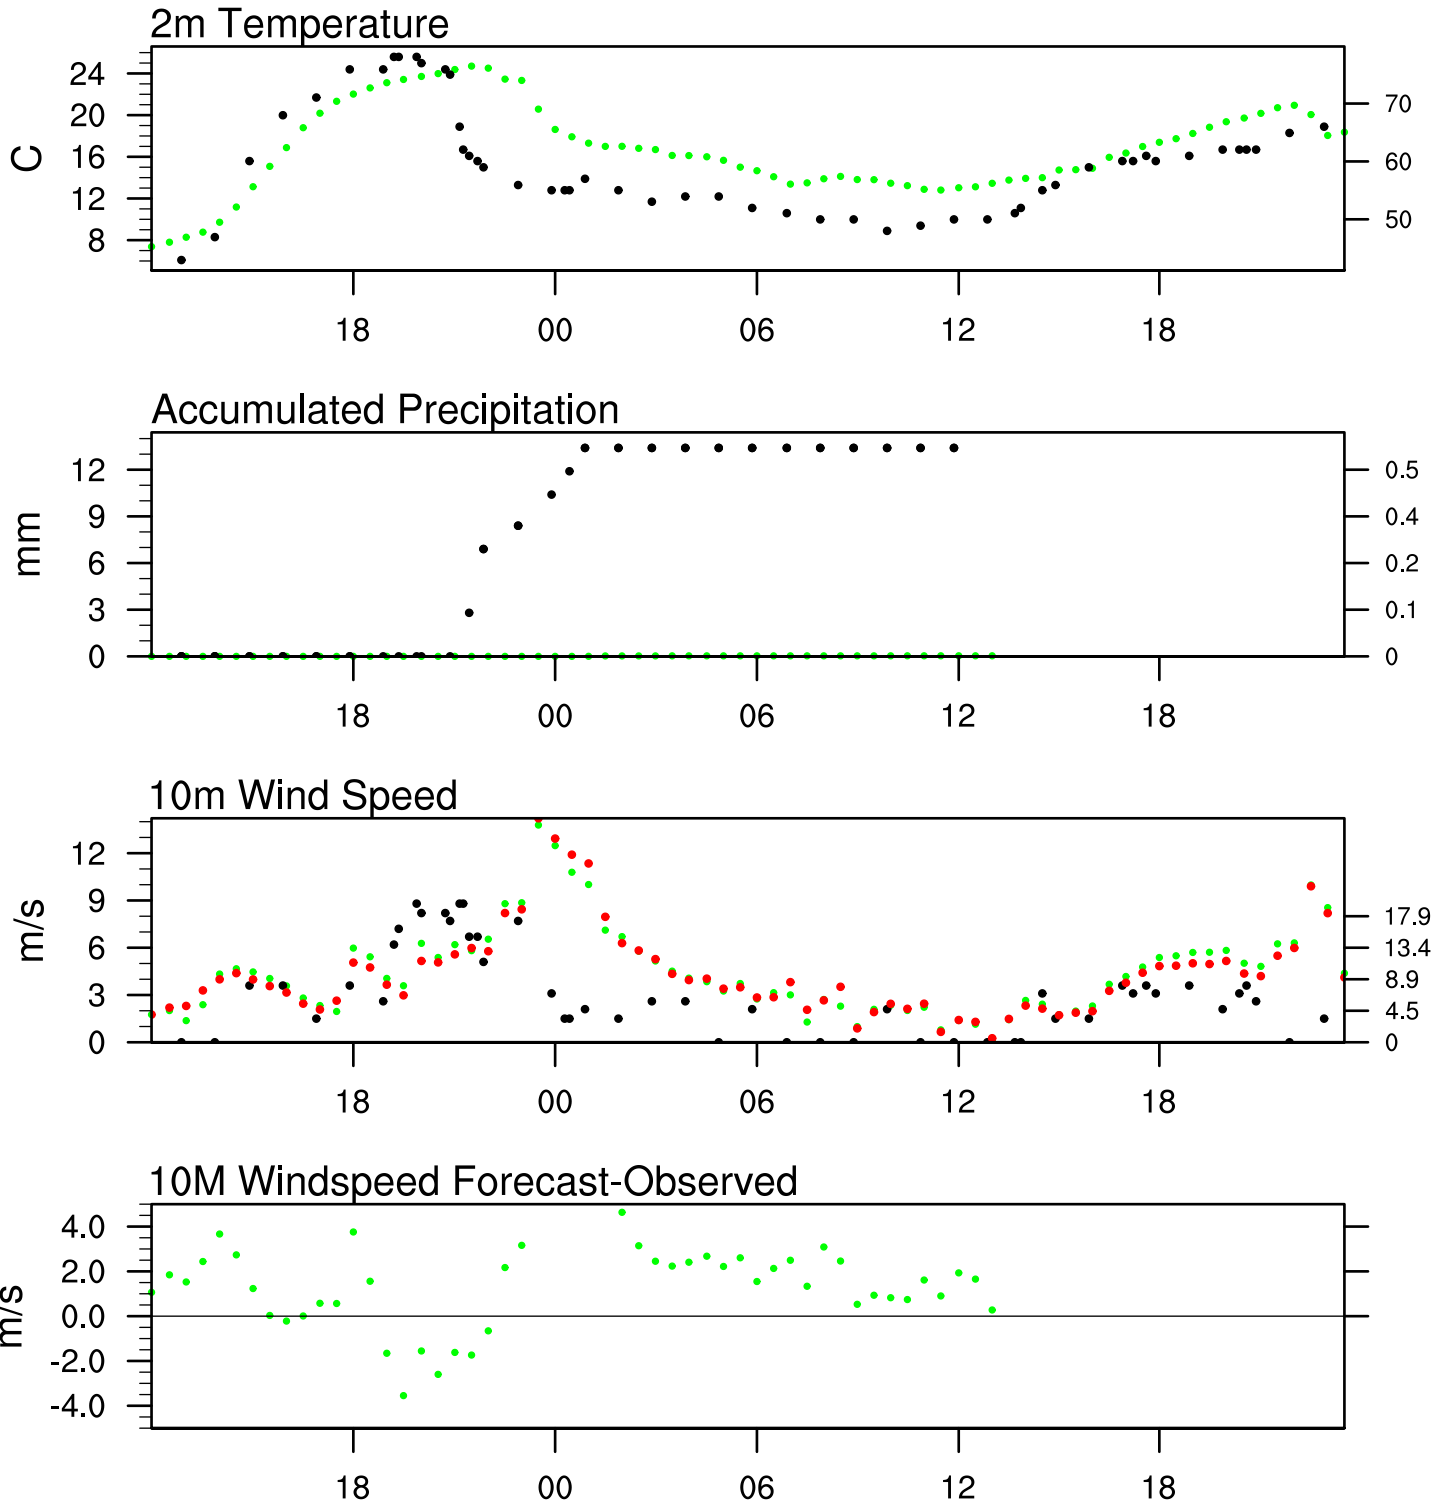 2m Temperature
24
20
16
12
8
C
70
60
50
18 00 06 12 18
Accumulated Precipitation
12
9
6
3
0
mm
0.5
0.4
0.2
0.1
0
18 00 06 12 18
10m Wind Speed
12
9
6
3
0
m/s
17.9
13.4
8.9
4.5
0
18 00 06 12 18
10M Windspeed Forecast-Observed
4.0
2.0
0.0
-2.0
-4.0
m/s
18 00 06 12 18